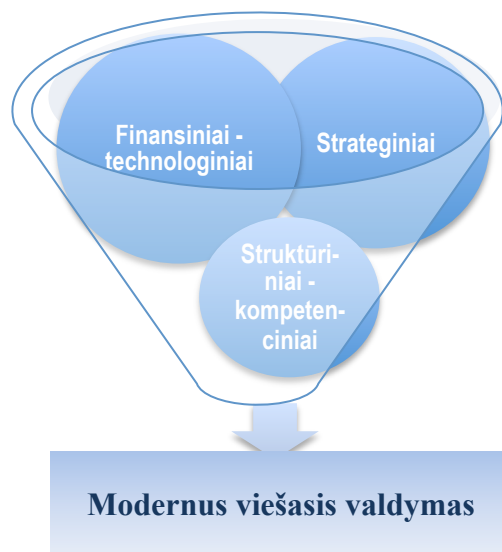 Finansiniai -
technologiniai
Strateginiai
Struktūri-
niai -
kompeten-
ciniai
Modernus viešasis valdymas